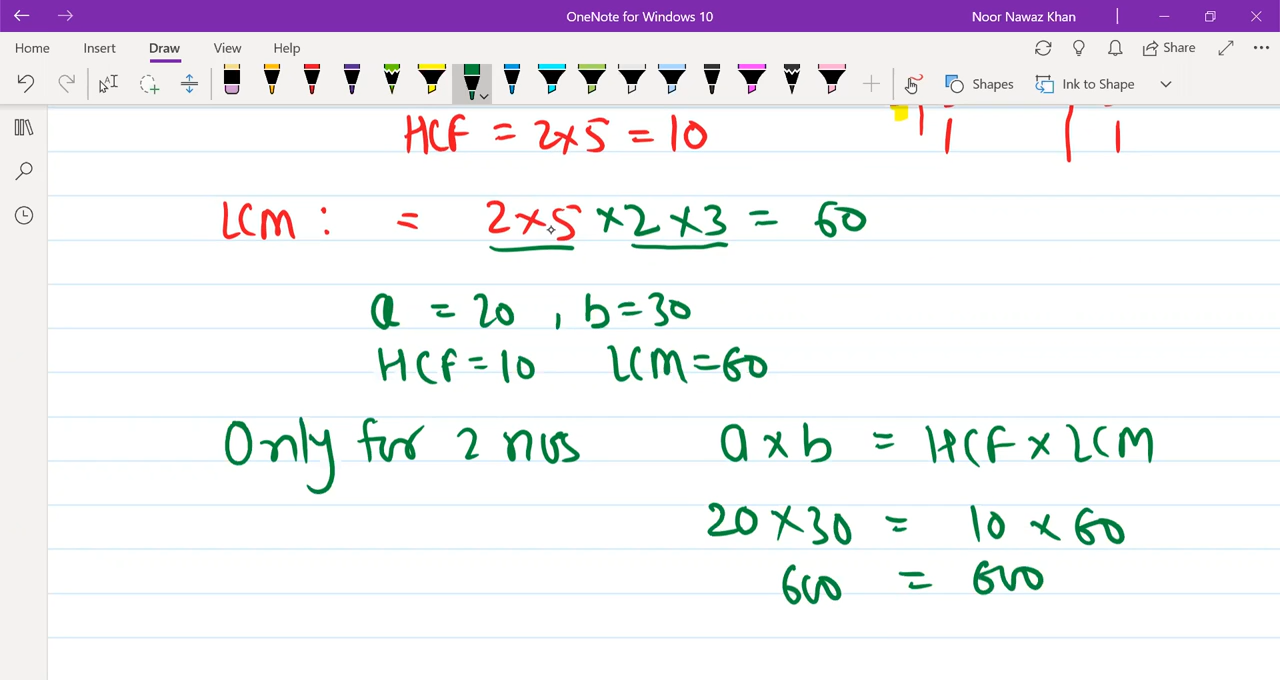 OneNote for Windows 10
Noor Nawaz Khan
Home Insert Draw View Help
Share
Shapes
Ink to Shape
HCF = 2×5 = 10
1 1
LCM : = 2×5 ×2 ×3 = 60
a = 20 , b = 30
HCF = 10 LCM = 60
Only for 2 nos a × b = HCF × LCM
20 × 30 = 10 × 60
600 = 600